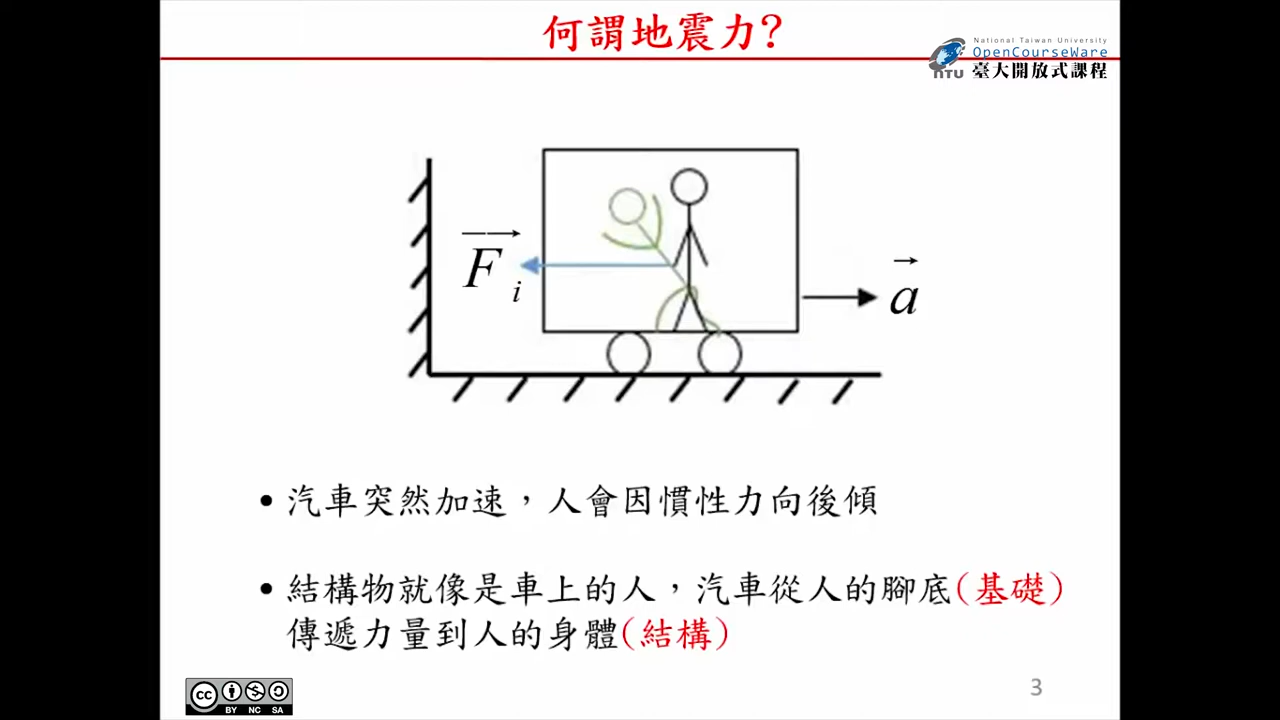 何謂地震力?
National Taiwan University
OpenCourseWare
NTU 臺大開放式課程
F i
a
• 汽車突然加速，人會因慣性力向後傾
• 結構物就像是車上的人，汽車從人的腳底(基礎)
傳遞力量到人的身體(結構)
cc
BY NC SA
3